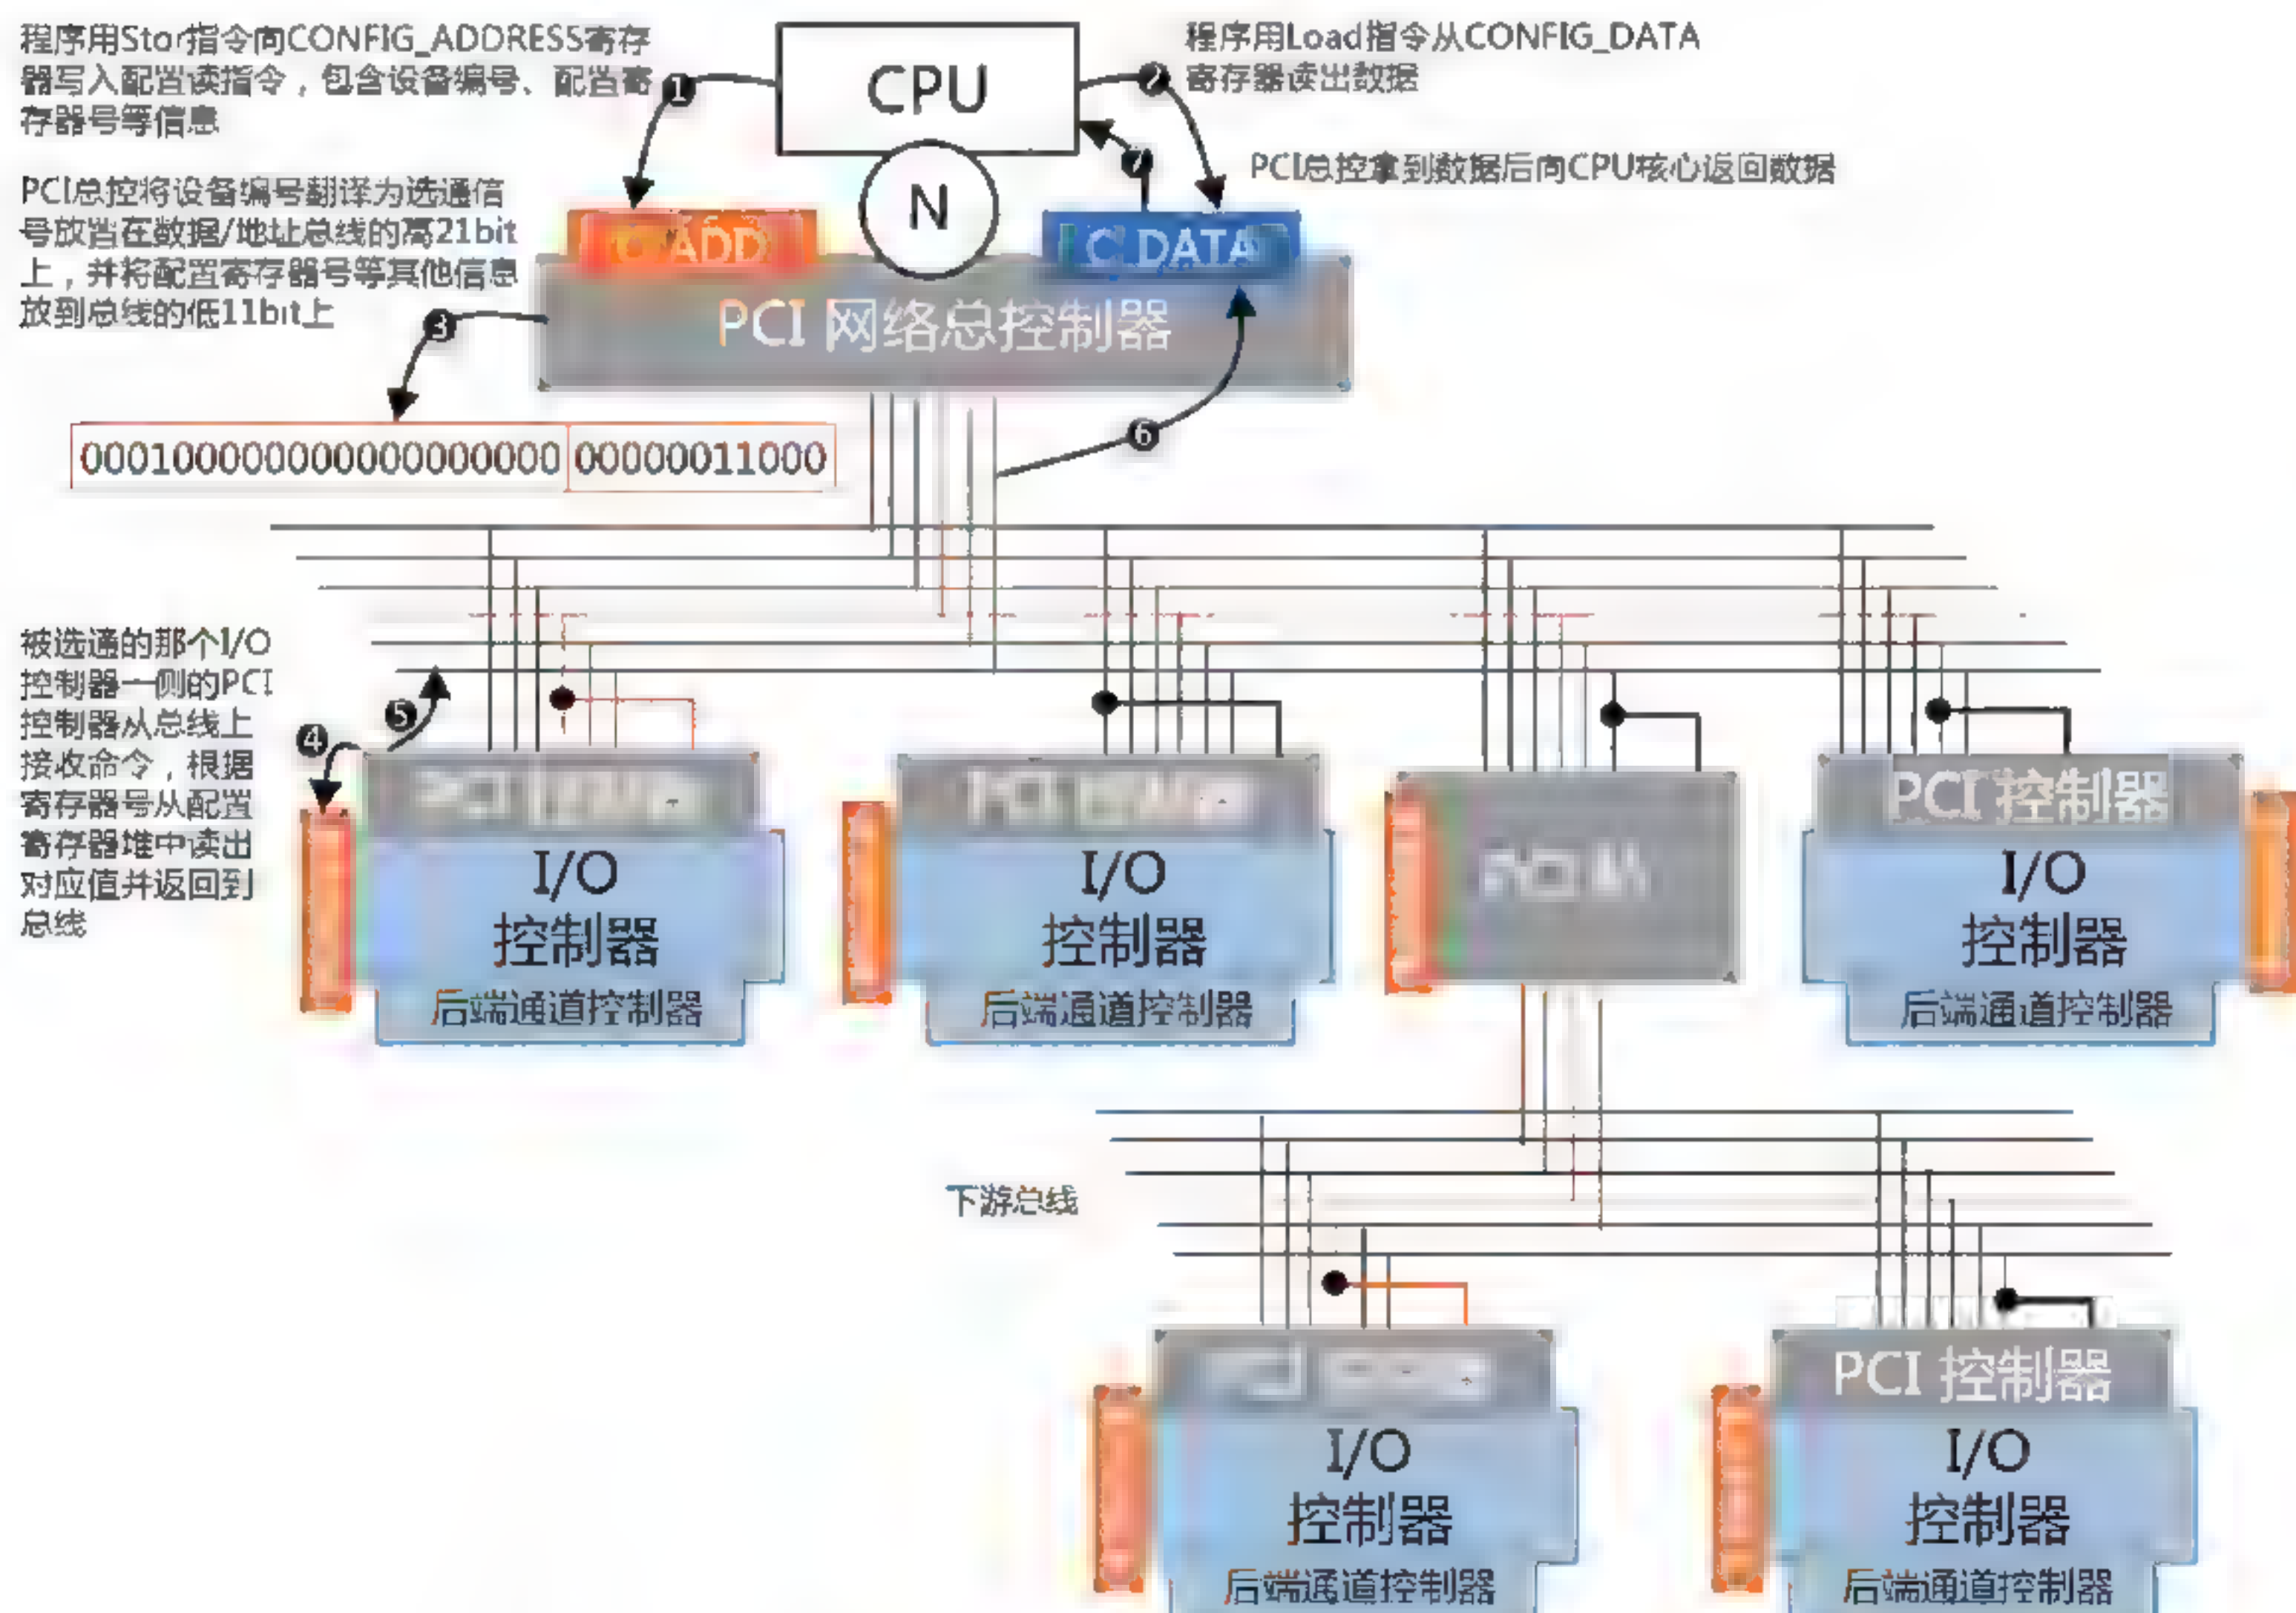 程序用Stor指令向CONFIG_ADDRESS寄存
器写入配置读指令，包含设备编号、配置寄
存器号等信息
❶
CPU
❷
程序用Load指令从CONFIG_DATA
寄存器读出数据
❼
PCI总控拿到数据后向CPU核心返回数据
N
PCI总控将设备编号翻译为选通信
号放置在数据/地址总线的高21bit
上，并将配置寄存器号等其他信息
放到总线的低11bit上
❸
ADD
C DATA
PCI 网络总控制器
❻
000100000000000000000 00000011000
被选通的那个I/O
控制器一侧的PCI
控制器从总线上
接收命令，根据
寄存器号从配置
寄存器堆中读出
对应值并返回到
总线
❹
❺
I/O
控制器
后端通道控制器
I/O
控制器
后端通道控制器
PCI 控制器
I/O
控制器
后端通道控制器
下游总线
I/O
控制器
后端通道控制器
PCI 控制器
I/O
控制器
后端通道控制器